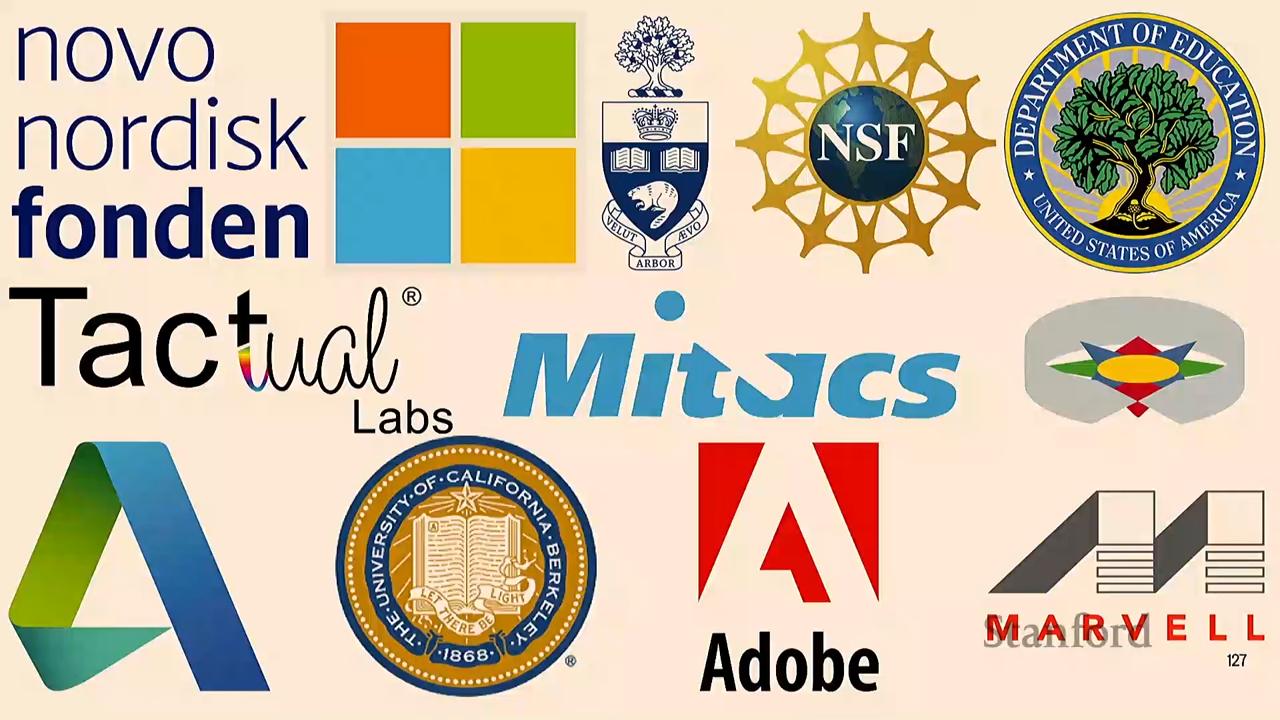 novo
nordisk
fonden
VELUT ÆVO
ARBOR
NSF
DEPARTMENT OF EDUCATION
UNITED STATES OF AMERICA
Tactual®
Labs
Mitacs
THE·UNIVERSITY·OF·CALIFORNIA·BERKELEY·
A
LET THERE BE LIGHT
·1868·
®
Adobe
MARVELL
Stanford
127